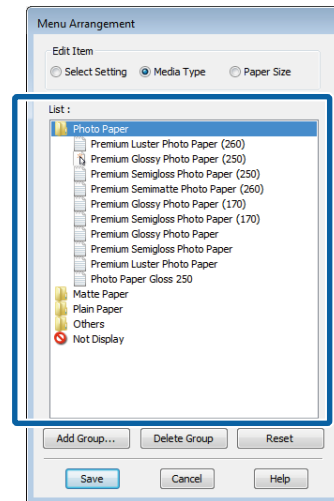 Menu Arrangement
Edit Item
Select Setting Media Type Paper Size
List :
Photo Paper
Premium Luster Photo Paper (260)
Premium Glossy Photo Paper (250)
Premium Semigloss Photo Paper (250)
Premium Semimatte Photo Paper (260)
Premium Glossy Photo Paper (170)
Premium Semigloss Photo Paper (170)
Premium Glossy Photo Paper
Premium Semigloss Photo Paper
Premium Luster Photo Paper
Photo Paper Gloss 250
Matte Paper
Plain Paper
Others
Not Display
Add Group... Delete Group Reset
Save Cancel Help